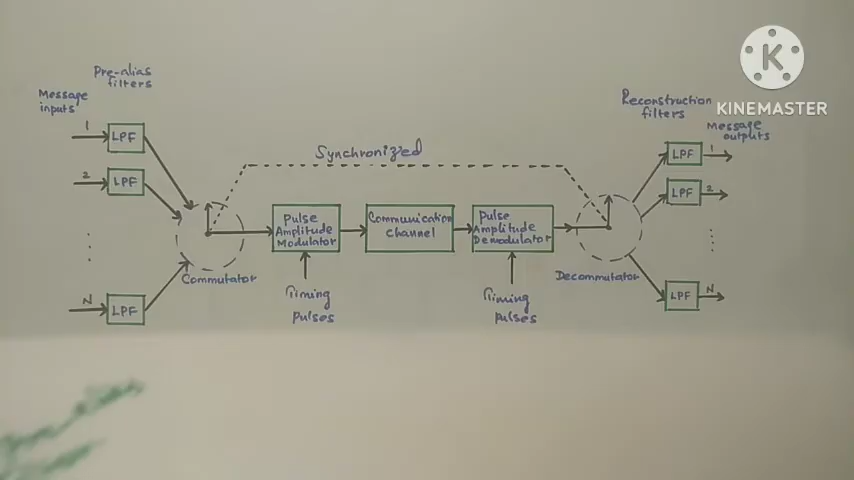 Pre-alias
filters
Message
inputs
1
LPF
2
LPF
N
LPF
Commutator
Synchronized
Pulse
Amplitude
Modulator
Timing
pulses
Communication
channel
Pulse
Amplitude
Demodulator
Timing
pulses
Decommutator
Reconstruction
filters
Message
outputs
LPF
1
LPF
2
LPF
N
K
KINEMASTER